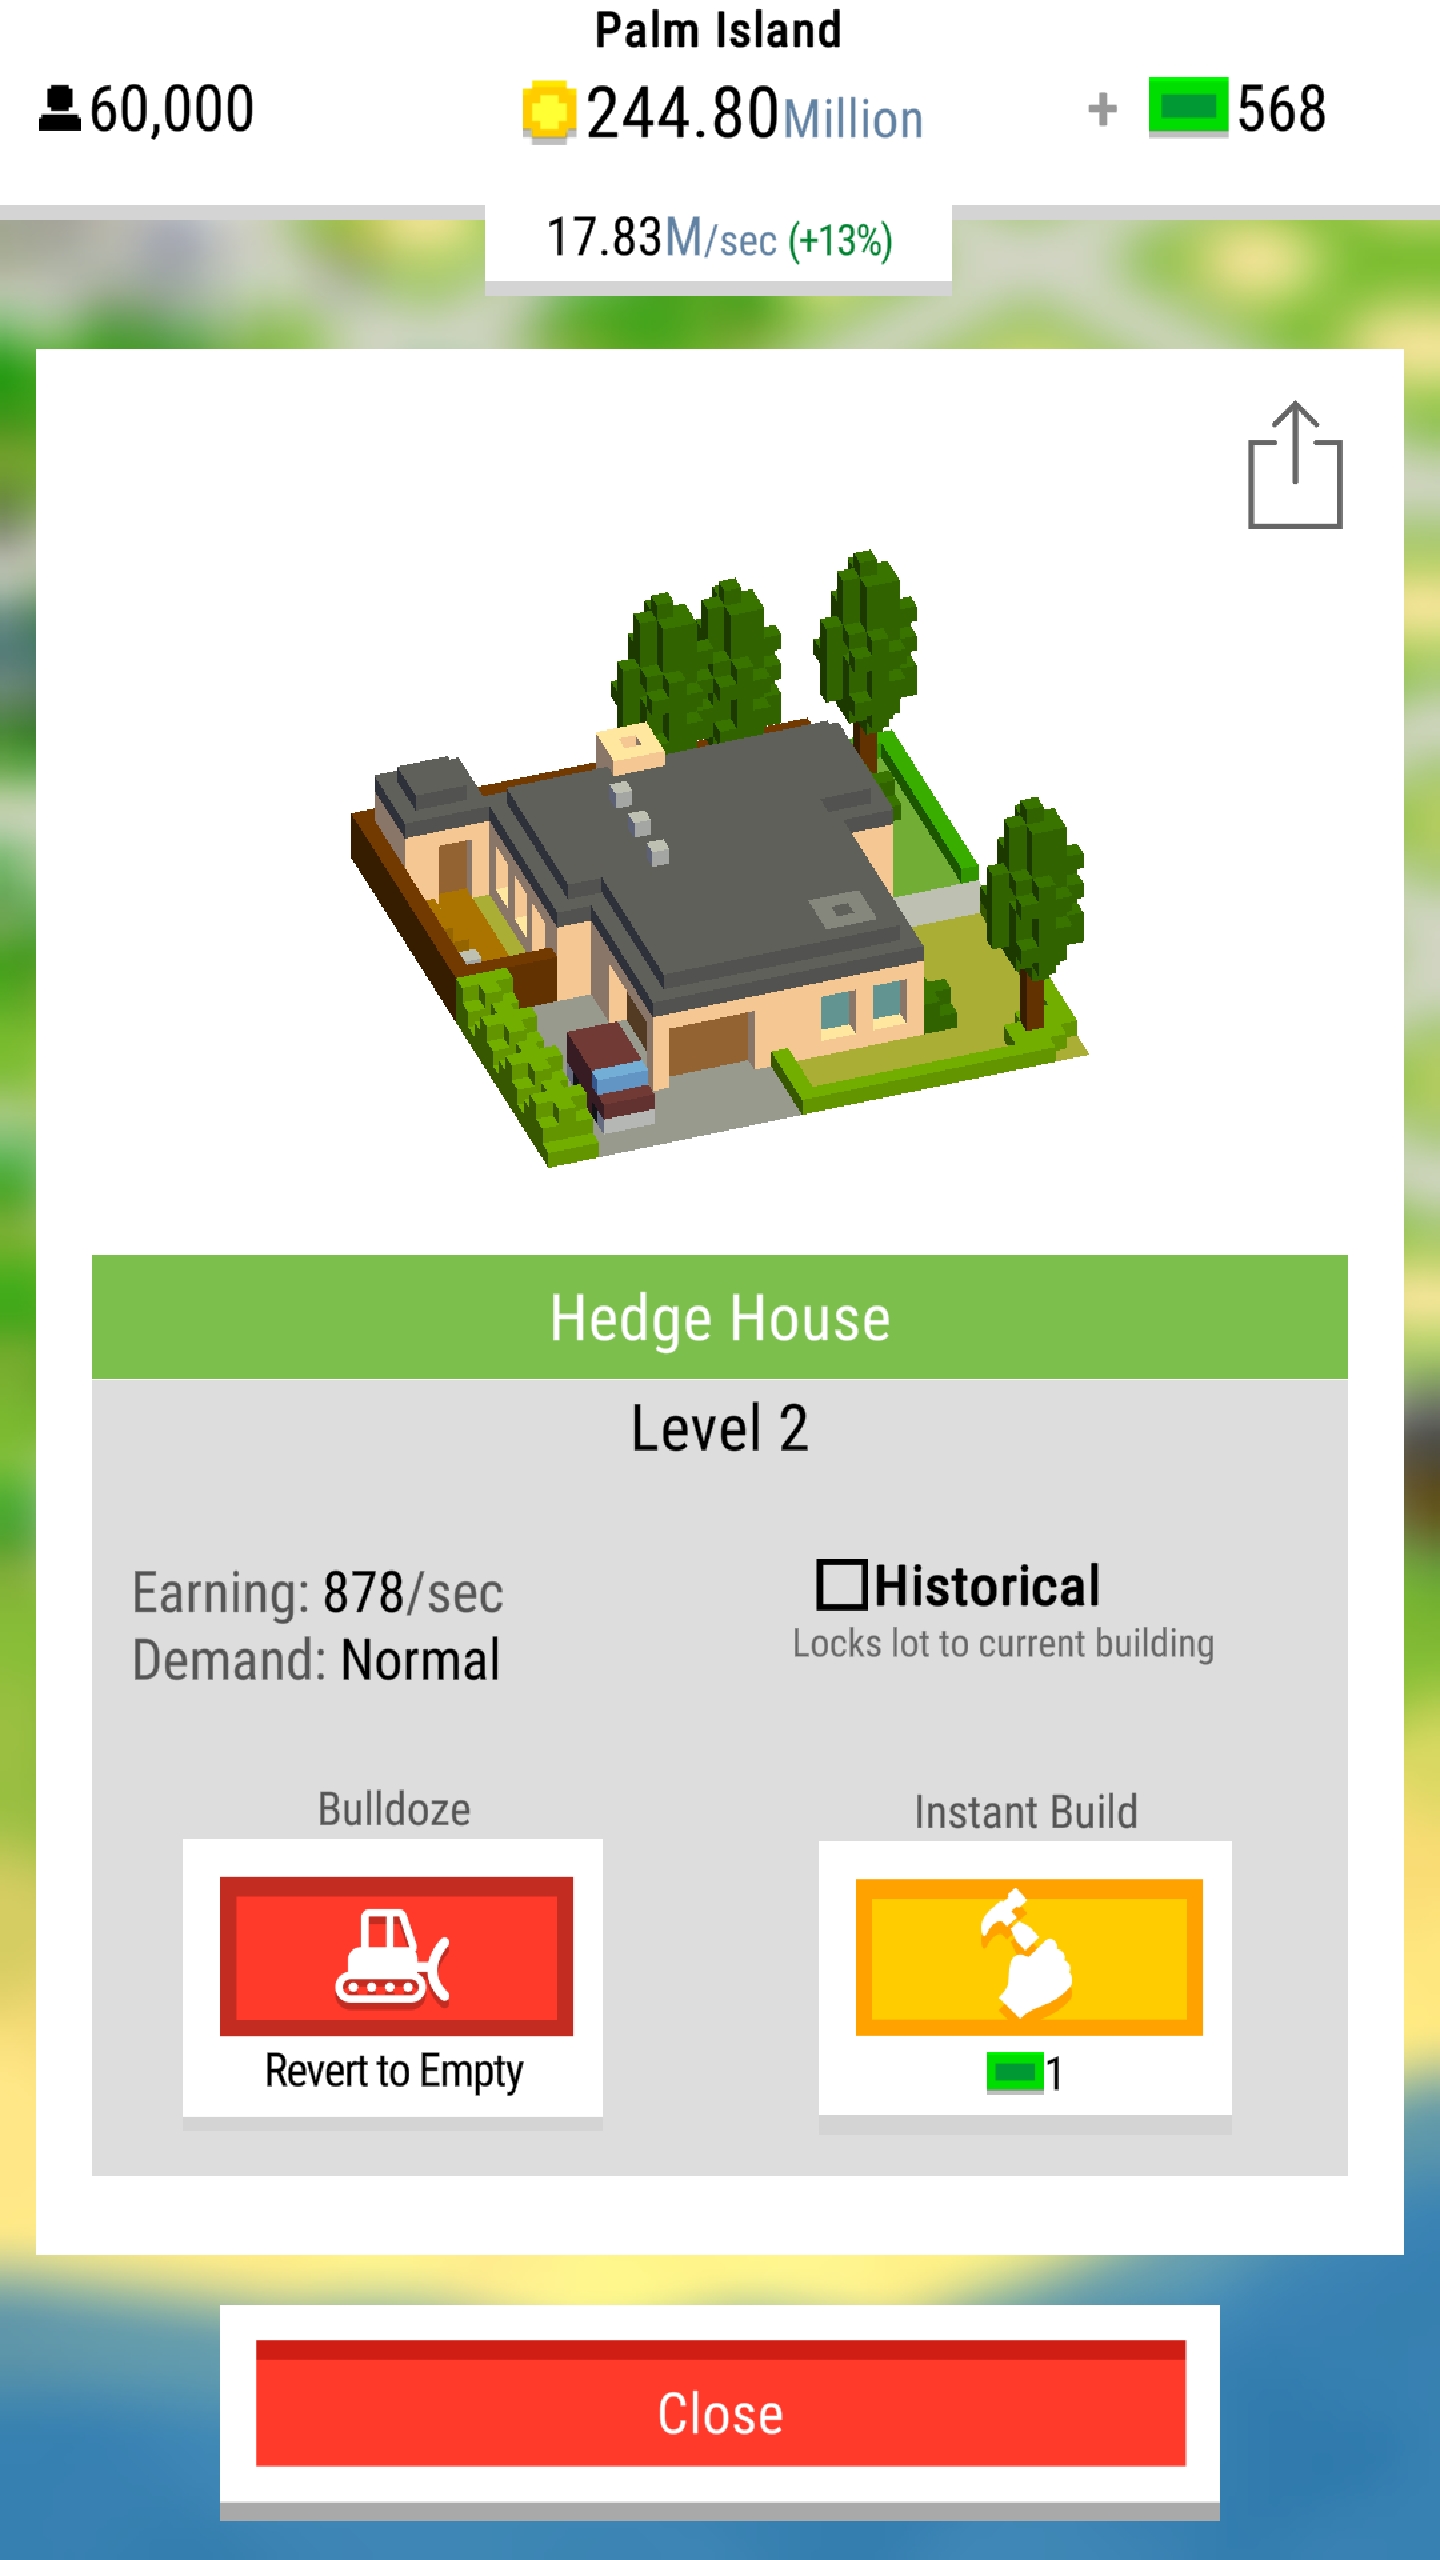 Palm Island
60,000
244.80Million
+ 568
17.83M/sec (+13%)
Hedge House
Level 2
Earning: 878/sec
Demand: Normal
Historical
Locks lot to current building
Bulldoze
Revert to Empty
Instant Build
1
Close